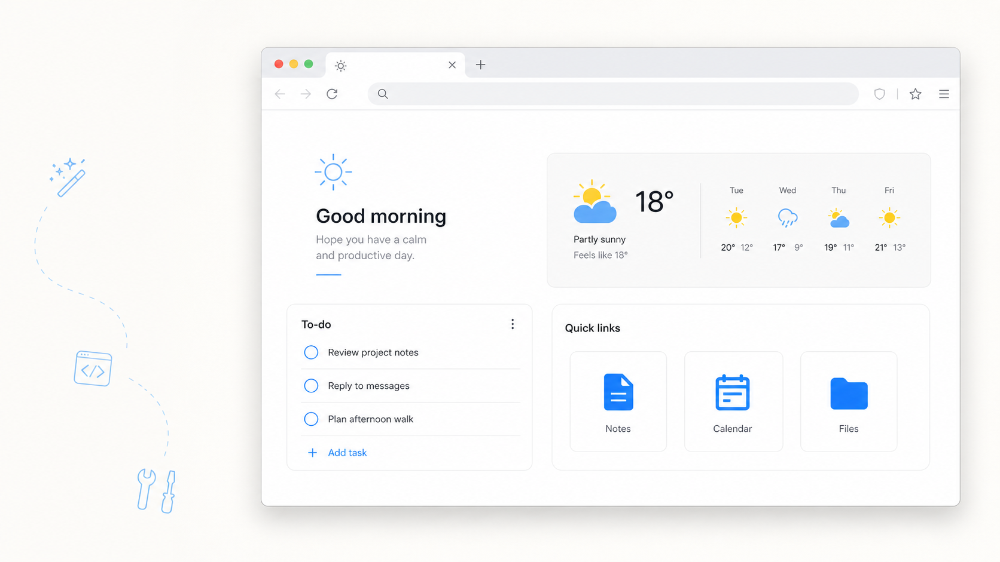 Good morning
Hope you have a calm
and productive day.
18°
Partly sunny
Feels like 18°
Tue Wed Thu Fri
20° 12° 17° 9° 19° 11° 21° 13°
To-do
Review project notes
Reply to messages
Plan afternoon walk
+ Add task
Quick links
Notes Calendar Files